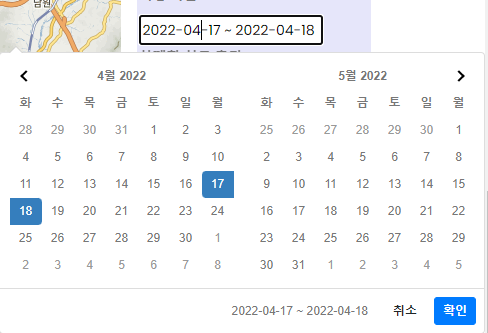 남원
2022-04-17 ~ 2022-04-18
4월 2022
화 수 목 금 토 일 월
28 29 30 31 1 2 3
4 5 6 7 8 9 10
11 12 13 14 15 16 17
18 19 20 21 22 23 24
25 26 27 28 29 30 1
2 3 4 5 6 7 8
5월 2022
화 수 목 금 토 일 월
25 26 27 28 29 30 1
2 3 4 5 6 7 8
9 10 11 12 13 14 15
16 17 18 19 20 21 22
23 24 25 26 27 28 29
30 31 1 2 3 4 5
2022-04-17 ~ 2022-04-18 취소 확인